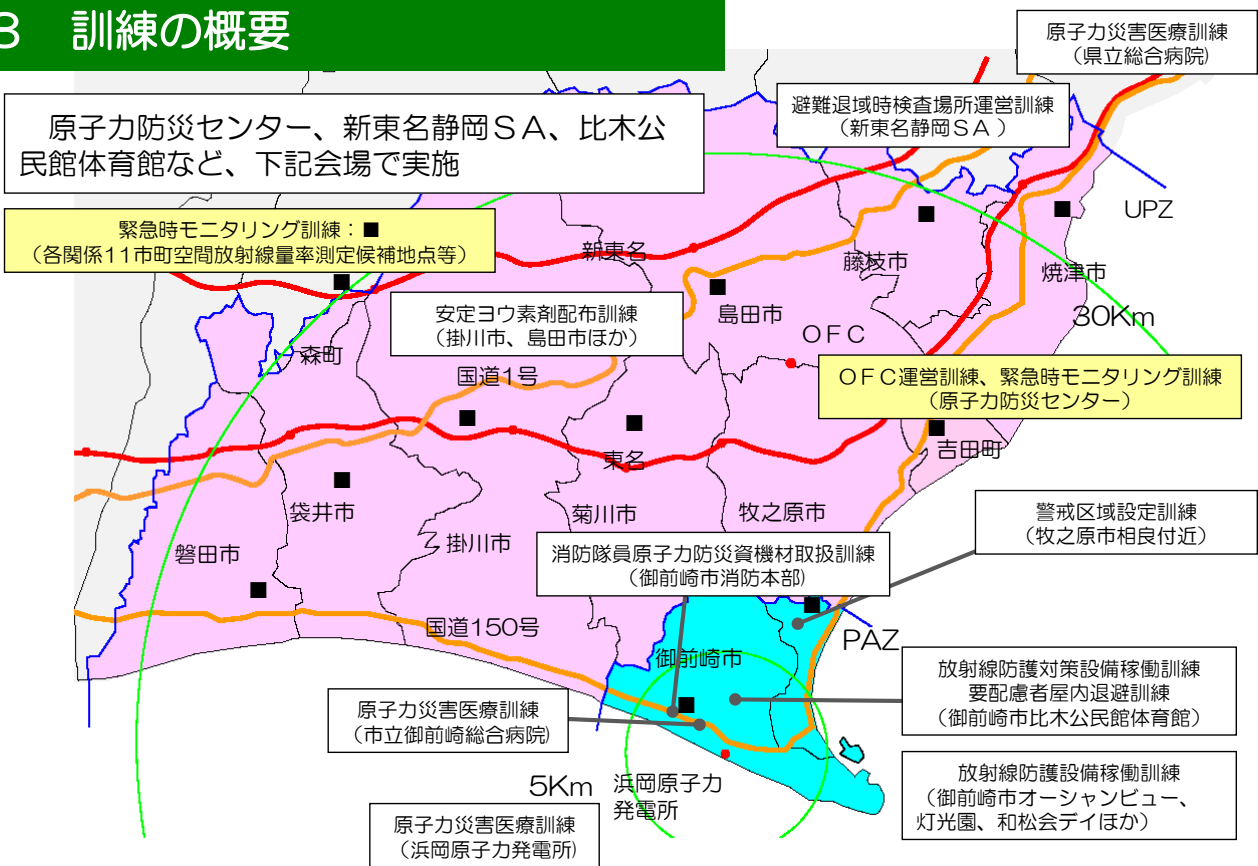 3　訓練の概要
原子力災害医療訓練
（県立総合病院）
避難退域時検査場所運営訓練
（新東名静岡ＳＡ）
　原子力防災センター、新東名静岡ＳＡ、比木公
民館体育館など、下記会場で実施
緊急時モニタリング訓練：■
（各関係11市町空間放射線量率測定候補地点等）
UPZ
新東名
藤枝市
焼津市
安定ヨウ素剤配布訓練
（掛川市、島田市ほか）
島田市
30Km
ＯＦＣ
森町
国道1号
ＯＦＣ運営訓練、緊急時モニタリング訓練
（原子力防災センター）
東名
吉田町
袋井市
菊川市
牧之原市
警戒区域設定訓練
（牧之原市相良付近）
磐田市
掛川市
消防隊員原子力防災資機材取扱訓練
（御前崎市消防本部）
国道150号
PAZ
御前崎市
放射線防護対策設備稼働訓練
要配慮者屋内退避訓練
（御前崎市比木公民館体育館）
原子力災害医療訓練
（市立御前崎総合病院）
放射線防護設備稼働訓練
（御前崎市オーシャンビュー、
灯光園、和松会デイほか）
5Km
浜岡原子力
発電所
原子力災害医療訓練
（浜岡原子力発電所）